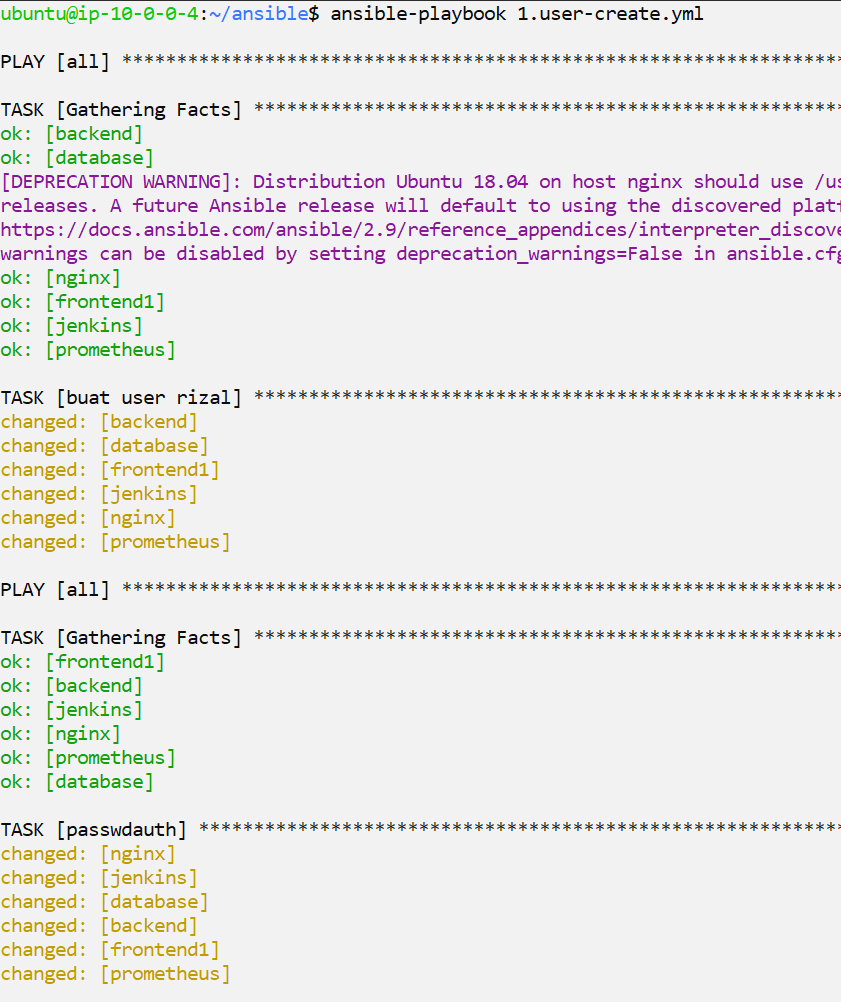 ubuntu@ip-10-0-0-4:~/ansible$ ansible-playbook 1.user-create.yml
PLAY [all] *******************************************************************
TASK [Gathering Facts] *******************************************************
ok: [backend]
ok: [database]
[DEPRECATION WARNING]: Distribution Ubuntu 18.04 on host nginx should use
releases. A future Ansible release will default to using the discovered
https://docs.ansible.com/ansible/2.9/reference_appendices/interpreter_discove
warnings can be disabled by setting deprecation_warnings=False in ansible.cfg
ok: [nginx]
ok: [frontend1]
ok: [jenkins]
ok: [prometheus]
TASK [buat user rizal] *******************************************************
changed: [backend]
changed: [database]
changed: [frontend1]
changed: [jenkins]
changed: [nginx]
changed: [prometheus]
PLAY [all] *******************************************************************
TASK [Gathering Facts] *******************************************************
ok: [frontend1]
ok: [backend]
ok: [jenkins]
ok: [nginx]
ok: [prometheus]
ok: [database]
TASK [passwdauth] ************************************************************
changed: [nginx]
changed: [jenkins]
changed: [database]
changed: [backend]
changed: [frontend1]
changed: [prometheus]